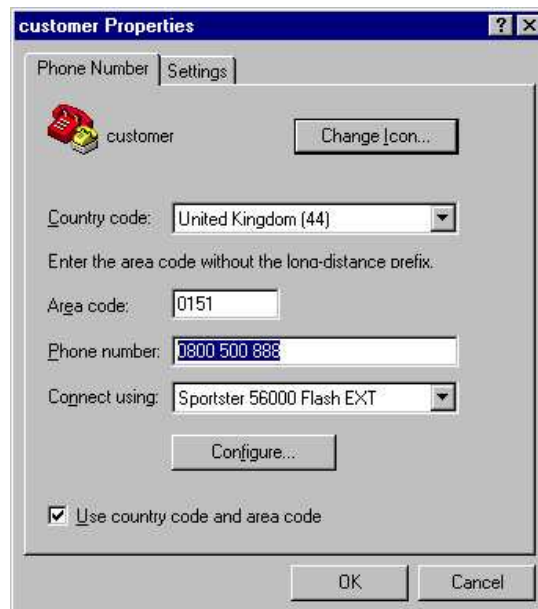 customer Properties
Phone Number Settings
customer Change Icon...
Country code: United Kingdom (44)
Enter the area code without the long-distance prefix.
Area code: 0151
Phone number: 0800 500 888
Connect using: Sportster 56000 Flash EXT
Configure...
Use country code and area code
OK Cancel